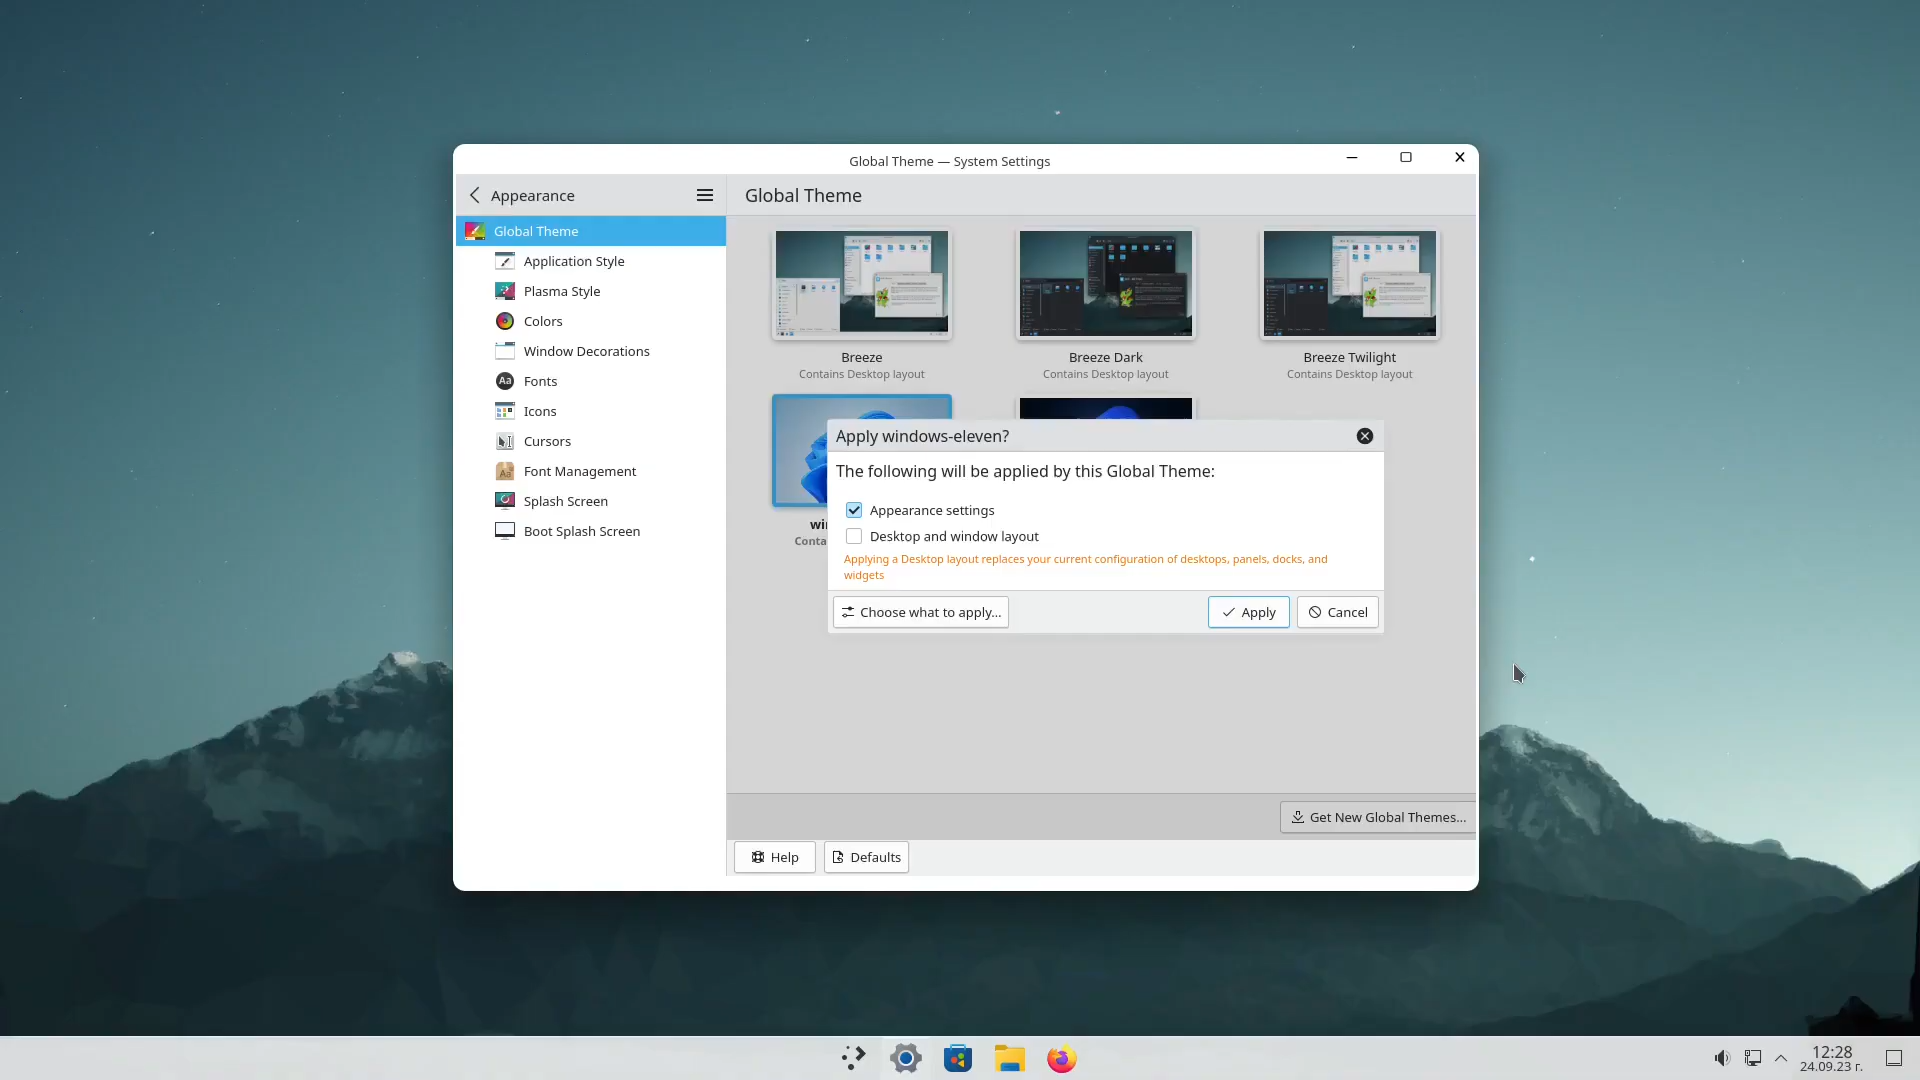 Global Theme — System Settings
Appearance
Global Theme
Global Theme
Application Style
Plasma Style
Colors
Window Decorations
Fonts
Icons
Cursors
Font Management
Splash Screen
Boot Splash Screen
Breeze
Contains Desktop layout
Breeze Dark
Contains Desktop layout
Breeze Twilight
Contains Desktop layout
Apply windows-eleven?
The following will be applied by this Global Theme:
Appearance settings
Desktop and window layout
Applying a Desktop layout replaces your current configuration of desktops, panels, docks, and
widgets
Choose what to apply...
Apply
Cancel
Get New Global Themes...
Help
Defaults
12:28
24.09.23 г.